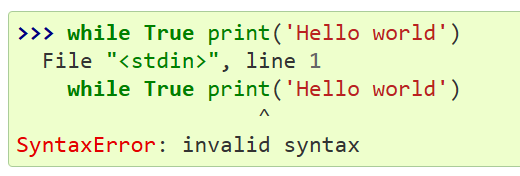 >>> while True print('Hello world')
  File "<stdin>", line 1
    while True print('Hello world')
                   ^
SyntaxError: invalid syntax